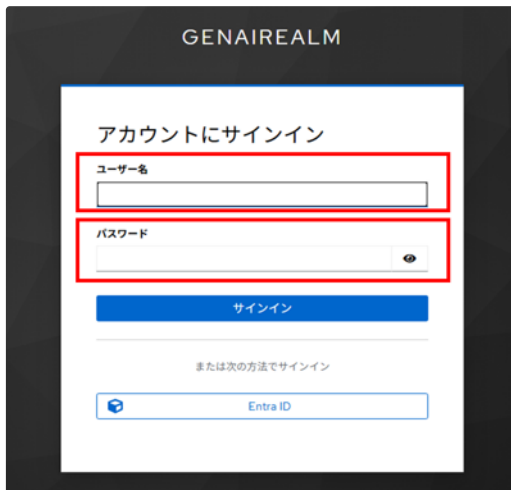 GENAIREALM
アカウントにサインイン
ユーザー名
パスワード
サインイン
または次の方法でサインイン
Entra ID